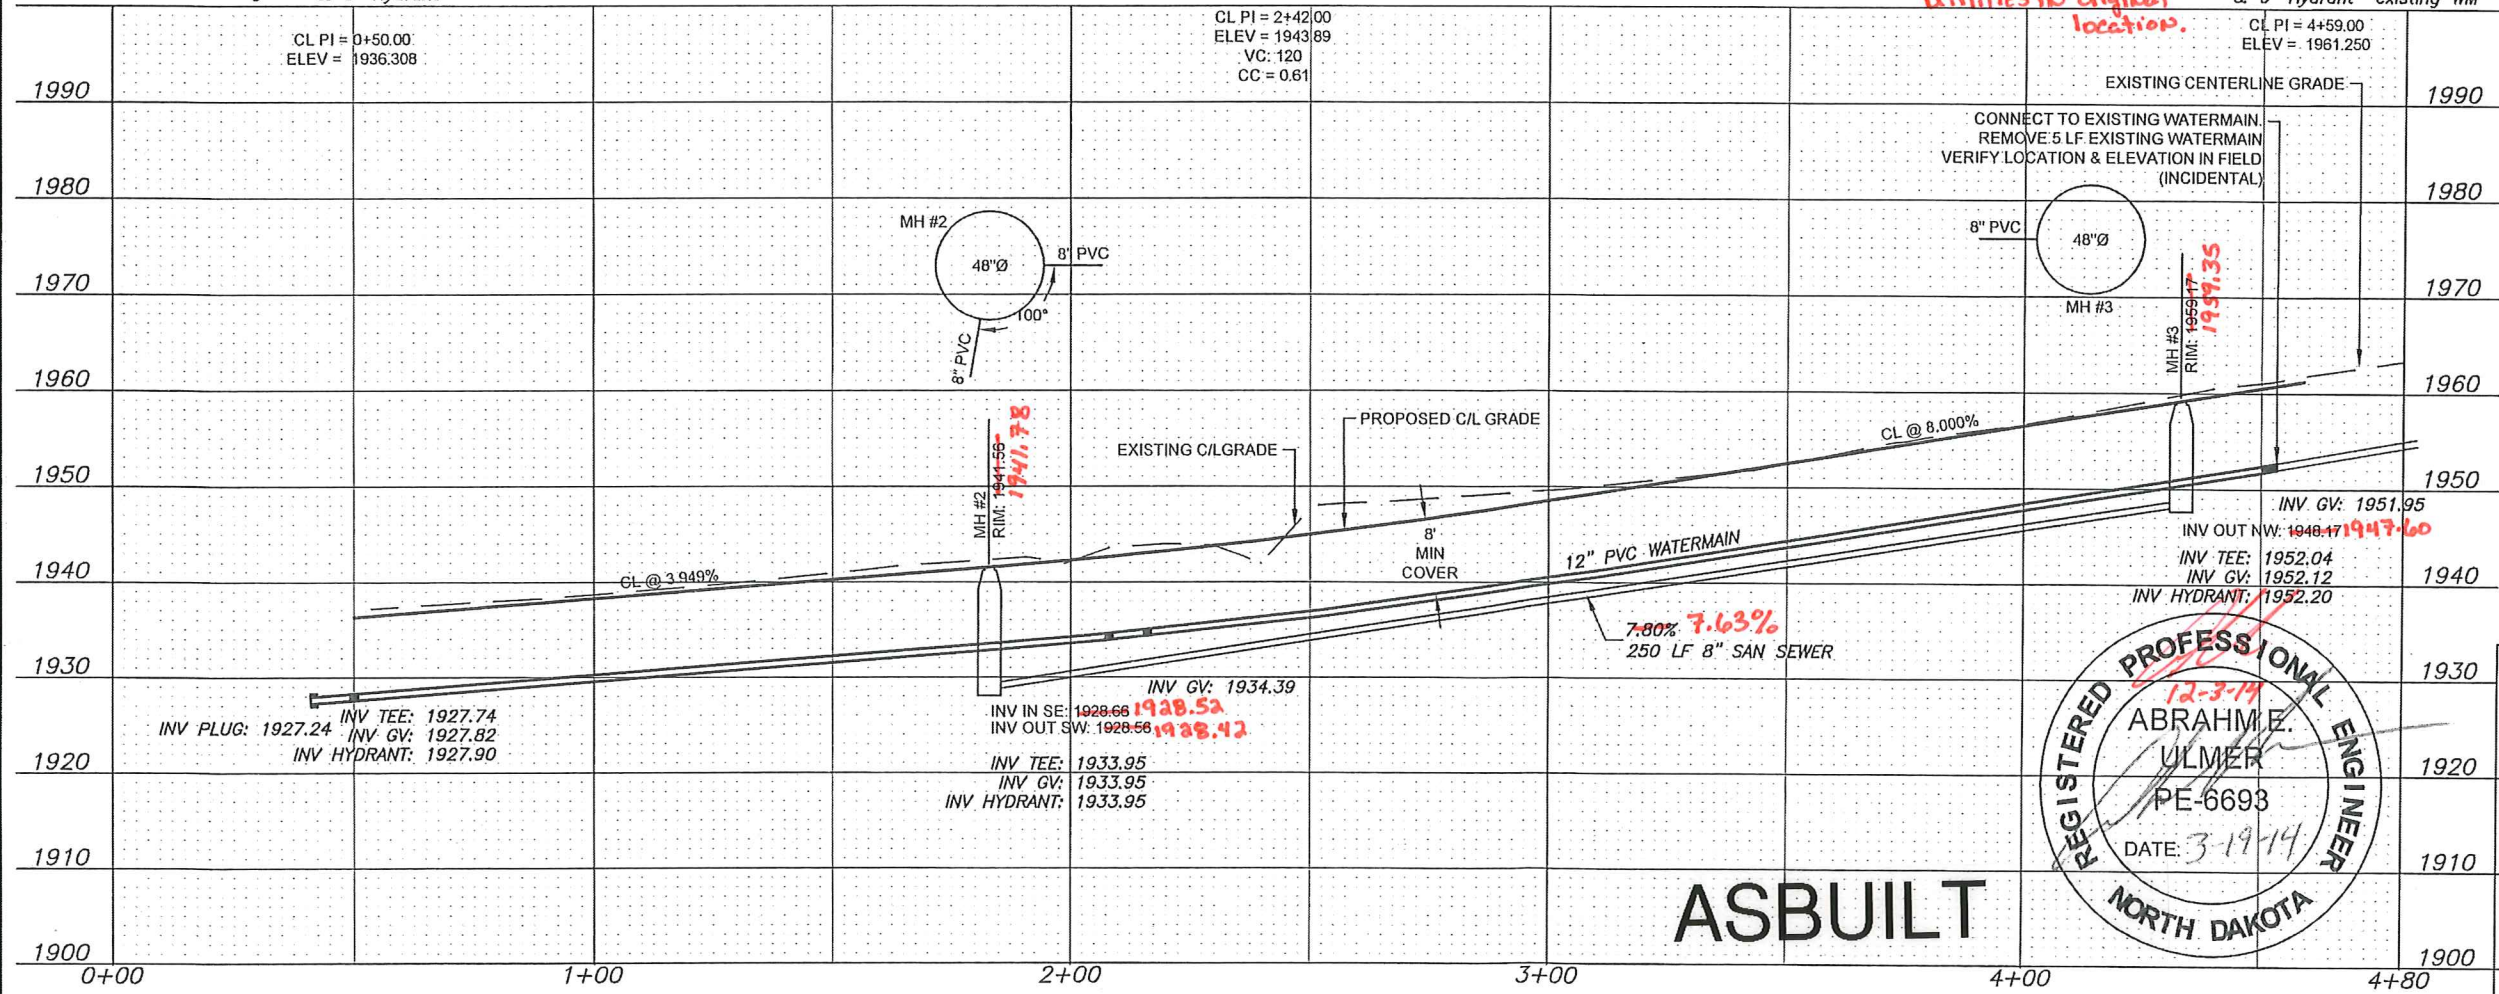 location.
CL PI = 0+50.00
ELEV = 1936.308
CL PI = 2+42.00
ELEV = 1943.89
VC: 120
CC = 0.61
CL PI = 4+59.00
ELEV = 1961.250
EXISTING CENTERLINE GRADE
CONNECT TO EXISTING WATERMAIN.
REMOVE 5 LF EXISTING WATERMAIN
VERIFY LOCATION & ELEVATION IN FIELD
(INCIDENTAL)
1990
1990
1980
1980
1970
1970
1960
1960
1950
1950
1940
1940
1930
1930
1920
1920
1910
1910
1900
1900
MH #2
48"Ø
8" PVC
100°
8" PVC
8" PVC
48"Ø
MH #3
MH #3
RIM: 1959.17
1959.35
MH #2
RIM: 1941.56
1941.78
EXISTING C/LGRADE
PROPOSED C/L GRADE
CL @ 8.000%
CL @ 3.949%
8'
MIN
COVER
12" PVC WATERMAIN
7.80% 7.63%
250 LF 8" SAN SEWER
INV GV: 1951.95
INV OUT NW: 1948.17 1947.60
INV TEE: 1952.04
INV GV: 1952.12
INV HYDRANT: 1952.20
INV PLUG: 1927.24
INV TEE: 1927.74
INV GV: 1927.82
INV HYDRANT: 1927.90
INV GV: 1934.39
INV IN SE: 1928.66 1928.52
INV OUT SW: 1928.56 1928.42
INV TEE: 1933.95
INV GV: 1933.95
INV HYDRANT: 1933.95
REGISTERED PROFESSIONAL ENGINEER
12-3-14
ABRAHM E.
ULMER
PE-6693
DATE: 3-19-14
NORTH DAKOTA
ASBUILT
0+00
1+00
2+00
3+00
4+00
4+80